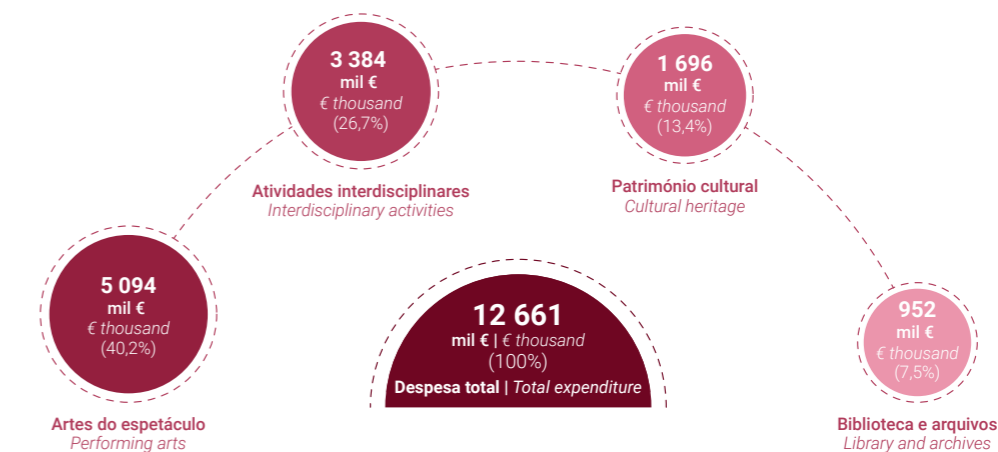 3 384
mil €
€ thousand
(26,7%)
Atividades interdisciplinares
Interdisciplinary activities
1 696
mil €
€ thousand
(13,4%)
Património cultural
Cultural heritage
5 094
mil €
€ thousand
(40,2%)
Artes do espetáculo
Performing arts
12 661
mil € | € thousand
(100%)
Despesa total | Total expenditure
952
mil €
€ thousand
(7,5%)
Biblioteca e arquivos
Library and archives